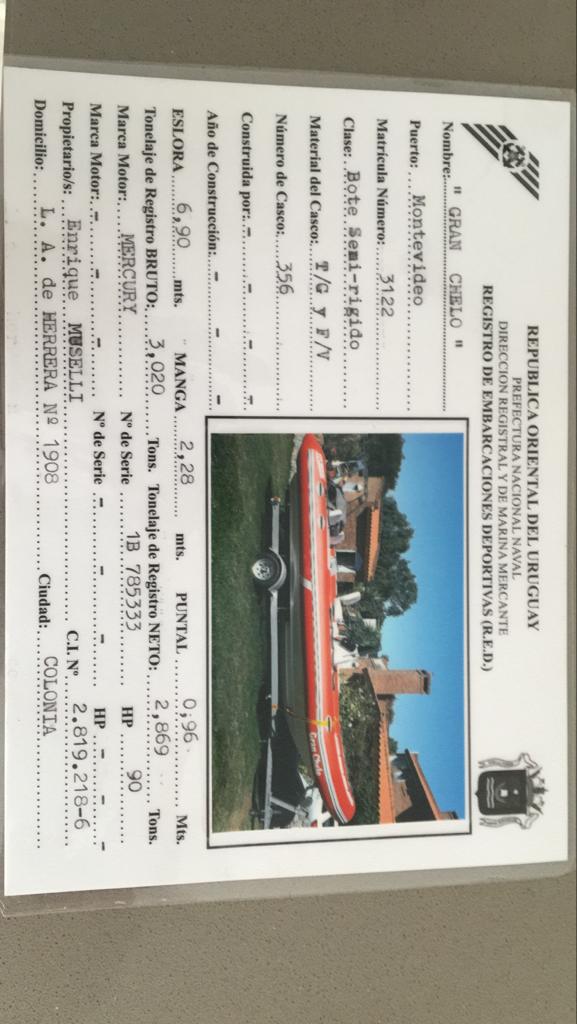 REPUBLICA ORIENTAL DEL URUGUAY
PREFECTURA NACIONAL NAVAL
DIRECCION REGISTRAL Y DE MARINA MERCANTE
REGISTRO DE EMBARCACIONES DEPORTIVAS (R.E.D.)
Nombre: " GRAN CHELO "
Puerto: Montevideo
Matrícula Número: 3122
Clase: Bote Semi-rígido
Material del Casco: T/G y F/V
Número de Casco: 356
Construida por: - - -
Año de Construcción: - - -
Gran Chelo
ESLORA 6,90 mts. MANGA 2,28 mts. PUNTAL 0,96 Mts.
Tonelaje de Registro BRUTO: 3,020 Tons. Tonelaje de Registro NETO: 2,869 Tons.
Marca Motor: MERCURY Nº de Serie 1B 785333 HP 90
Marca Motor: - - - Nº de Serie - - - HP - - -
Propietario/s: Enrique MUSELLI C.I. Nº 2.819.218-6
Domicilio: L. A. de HERRERA Nº 1908 Ciudad: COLONIA